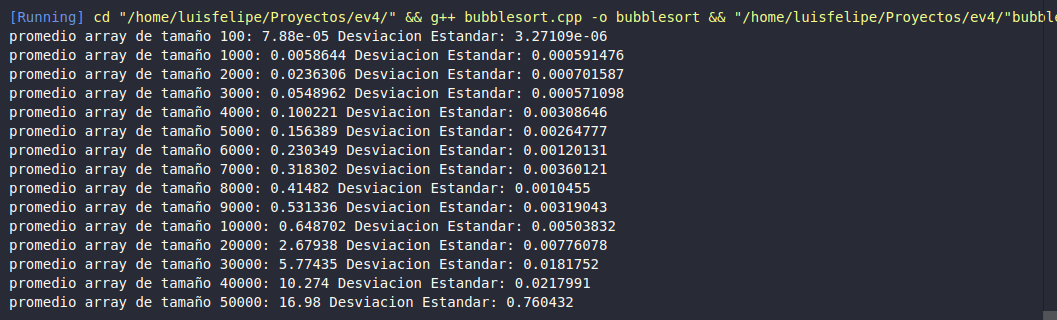 [Running] cd "/home/luisfelipe/Proyectos/ev4/" && g++ bubblesort.cpp -o bubblesort && "/home/luisfelipe/Proyectos/ev4/"bubble
promedio array de tamaño 100: 7.88e-05 Desviacion Estandar: 3.27109e-06
promedio array de tamaño 1000: 0.0058644 Desviacion Estandar: 0.000591476
promedio array de tamaño 2000: 0.0236306 Desviacion Estandar: 0.000701587
promedio array de tamaño 3000: 0.0548962 Desviacion Estandar: 0.000571098
promedio array de tamaño 4000: 0.100221 Desviacion Estandar: 0.00308646
promedio array de tamaño 5000: 0.156389 Desviacion Estandar: 0.00264777
promedio array de tamaño 6000: 0.230349 Desviacion Estandar: 0.00120131
promedio array de tamaño 7000: 0.318302 Desviacion Estandar: 0.00360121
promedio array de tamaño 8000: 0.41482 Desviacion Estandar: 0.0010455
promedio array de tamaño 9000: 0.531336 Desviacion Estandar: 0.00319043
promedio array de tamaño 10000: 0.648702 Desviacion Estandar: 0.00503832
promedio array de tamaño 20000: 2.67938 Desviacion Estandar: 0.00776078
promedio array de tamaño 30000: 5.77435 Desviacion Estandar: 0.0181752
promedio array de tamaño 40000: 10.274 Desviacion Estandar: 0.0217991
promedio array de tamaño 50000: 16.98 Desviacion Estandar: 0.760432